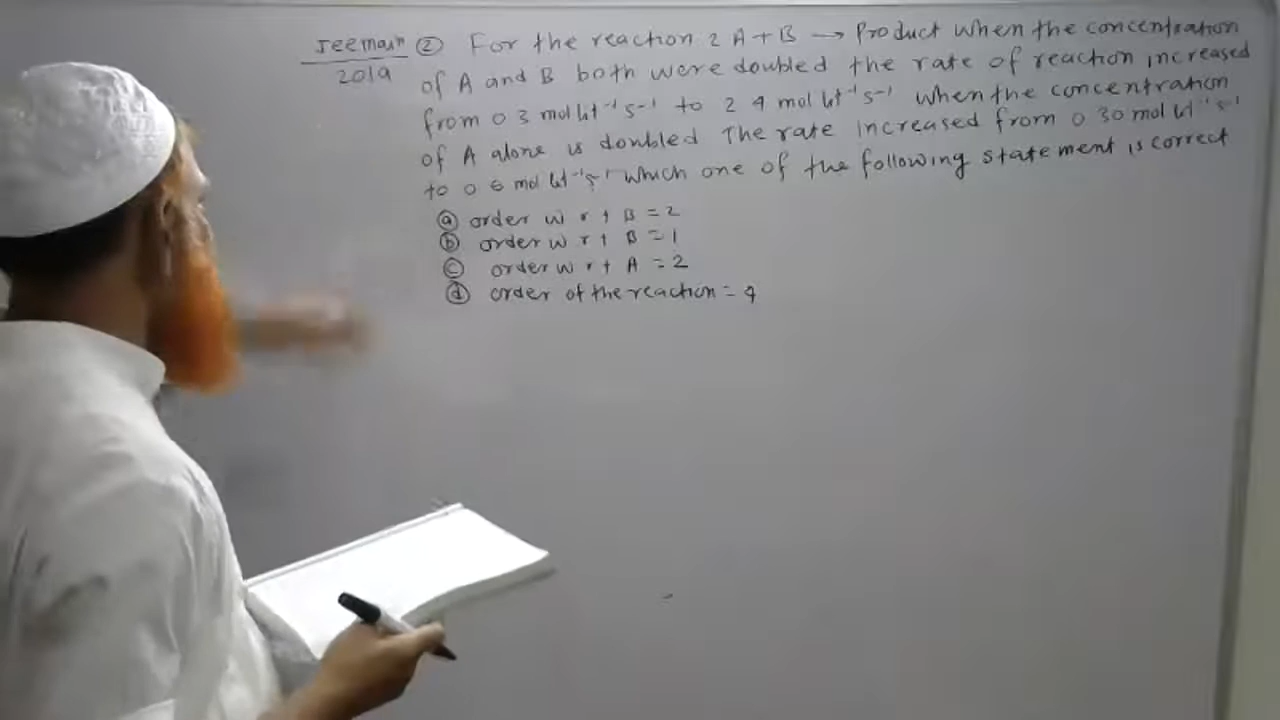 Jeemain
2019
② For the reaction 2 A + B → Product when the concentration
of A and B both were doubled the rate of reaction increased
from 0 3 mol lit⁻¹ s⁻¹ to 2 4 mol lit⁻¹ s⁻¹ when the concentration
of A alone is doubled The rate increased from 0 30 mol lit⁻¹ s⁻¹
to 0 6 mol lit⁻¹ s⁻¹ which one of the following statement is correct
ⓐ order w r t B = 2
ⓑ order w r t B = 1
ⓒ order w r t A = 2
ⓓ order of the reaction = 4